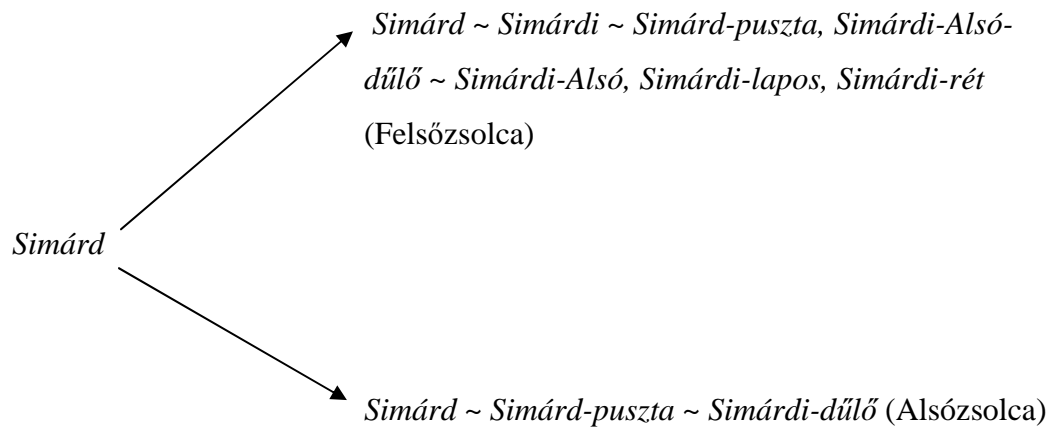 Simárd ~ Simárdi ~ Simárd-puszta, Simárdi-Alsó-
dűlő ~ Simárdi-Alsó, Simárdi-lapos, Simárdi-rét
(Felsőzsolca)
Simárd
Simárd ~ Simárd-puszta ~ Simárdi-dűlő (Alsózsolca)